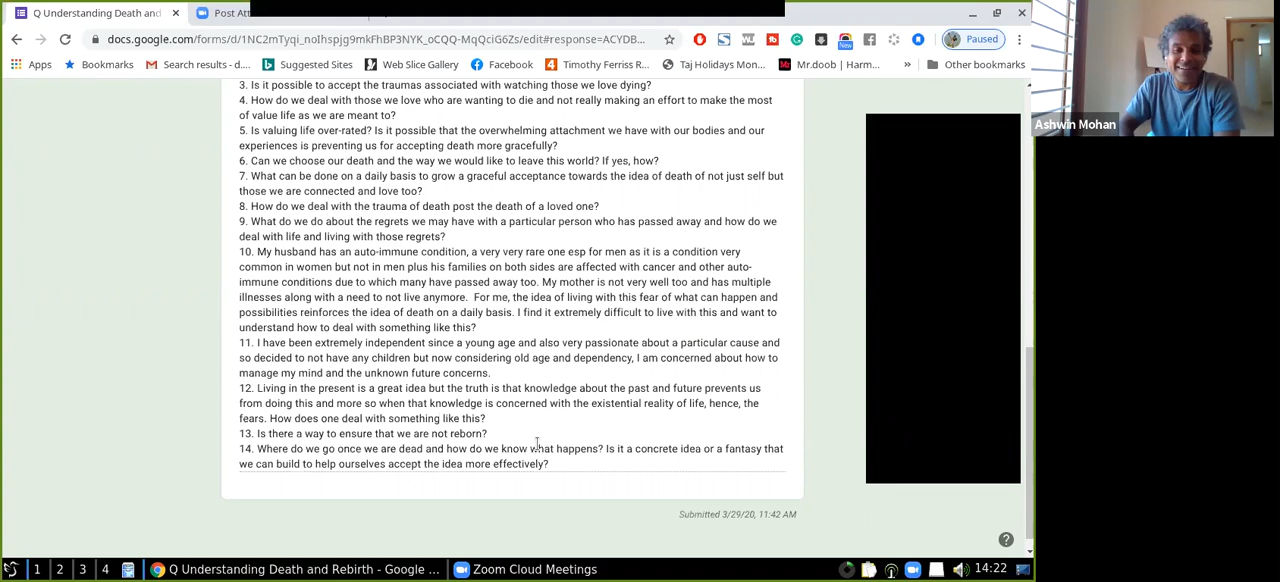 Q Understanding Death and
Post Att
docs.google.com/forms/d/1NC2mTyqi_noIhspjg9mkFhBP3NYK_oCQQ-MqQciG6Zs/edit#response=ACYDB...
New
Paused
Apps
Bookmarks
Search results - d....
Suggested Sites
Web Slice Gallery
Facebook
Timothy Ferriss R...
Taj Holidays Mon...
Mr.doob | Harm...
»
Other bookmarks
3. Is it possible to accept the traumas associated with watching those we love dying?
4. How do we deal with those we love who are wanting to die and not really making an effort to make the most
of value life as we are meant to?
5. Is valuing life over-rated? Is it possible that the overwhelming attachment we have with our bodies and our
experiences is preventing us for accepting death more gracefully?
6. Can we choose our death and the way we would like to leave this world? If yes, how?
7. What can be done on a daily basis to grow a graceful acceptance towards the idea of death of not just self but
those we are connected and love too?
8. How do we deal with the trauma of death post the death of a loved one?
9. What do we do about the regrets we may have with a particular person who has passed away and how do we
deal with life and living with those regrets?
10. My husband has an auto-immune condition, a very very rare one esp for men as it is a condition very
common in women but not in men plus his families on both sides are affected with cancer and other auto-
immune conditions due to which many have passed away too. My mother is not very well too and has multiple
illnesses along with a need to not live anymore. For me, the idea of living with this fear of what can happen and
possibilities reinforces the idea of death on a daily basis. I find it extremely difficult to live with this and want to
understand how to deal with something like this?
11. I have been extremely independent since a young age and also very passionate about a particular cause and
so decided to not have any children but now considering old age and dependency, I am concerned about how to
manage my mind and the unknown future concerns.
12. Living in the present is a great idea but the truth is that knowledge about the past and future prevents us
from doing this and more so when that knowledge is concerned with the existential reality of life, hence, the
fears. How does one deal with something like this?
13. Is there a way to ensure that we are not reborn?
14. Where do we go once we are dead and how do we know what happens? Is it a concrete idea or a fantasy that
we can build to help ourselves accept the idea more effectively?
Submitted 3/29/20, 11:42 AM
Ashwin Mohan
1 2 3 4
Q Understanding Death and Rebirth - Google ...
Zoom Cloud Meetings
14:22